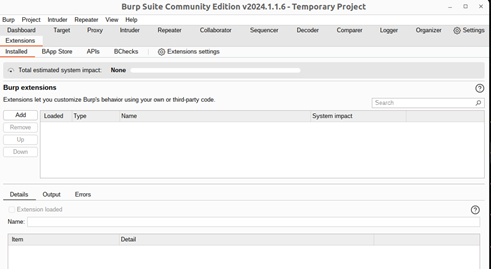 Burp Suite Community Edition v2024.1.1.6 - Temporary Project
Burp Project Intruder Repeater View Help
Dashboard Target Proxy Intruder Repeater Collaborator Sequencer Decoder Comparer Logger Organizer Settings
Extensions
Installed BApp Store APIs BChecks Extensions settings
Total estimated system impact: None
Burp extensions
Extensions let you customize Burp's behavior using your own or third-party code.
Search
Add
Remove
Up
Down
Loaded Type Name System impact
Details Output Errors
Extension loaded
Name:
Item Detail